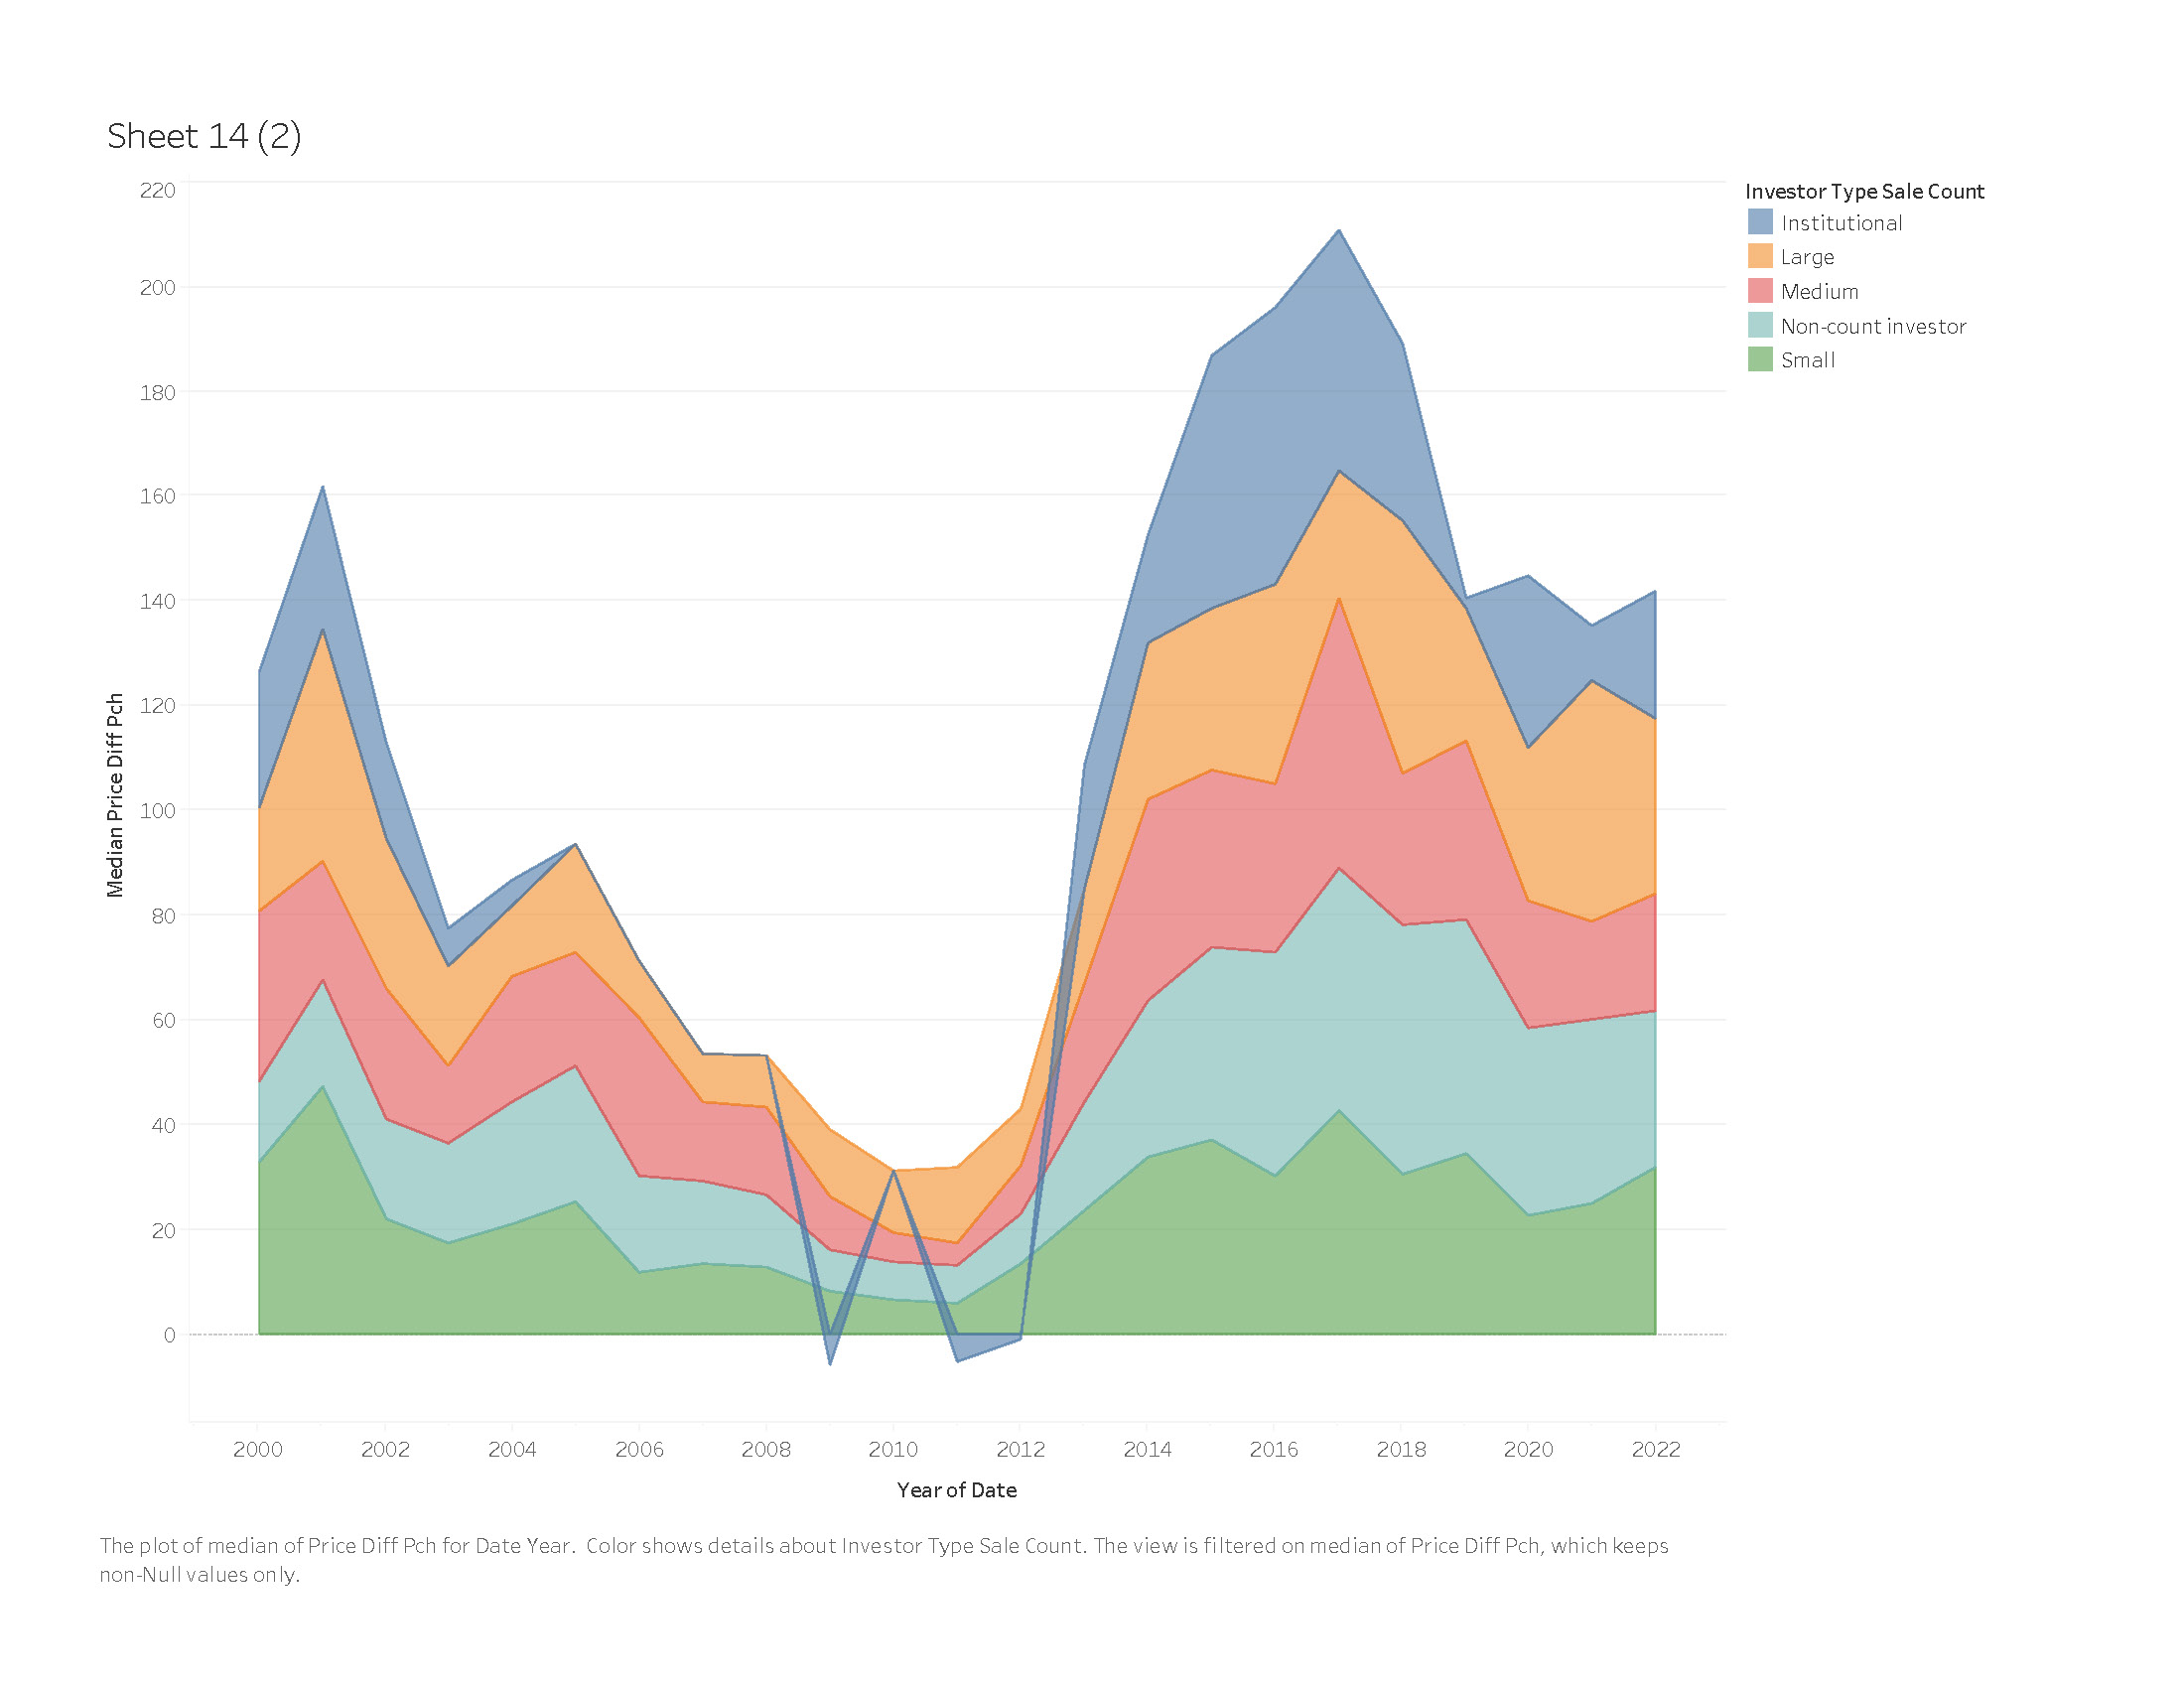 Sheet 14 (2)
220
200
180
160
140
120
100
80
60
40
20
0
Median Price Diff Pch
2000 2002 2004 2006 2008 2010 2012 2014 2016 2018 2020 2022
Year of Date
Investor Type Sale Count
Institutional
Large
Medium
Non-count investor
Small
The plot of median of Price Diff Pch for Date Year.  Color shows details about Investor Type Sale Count. The view is filtered on median of Price Diff Pch, which keeps
non-Null values only.